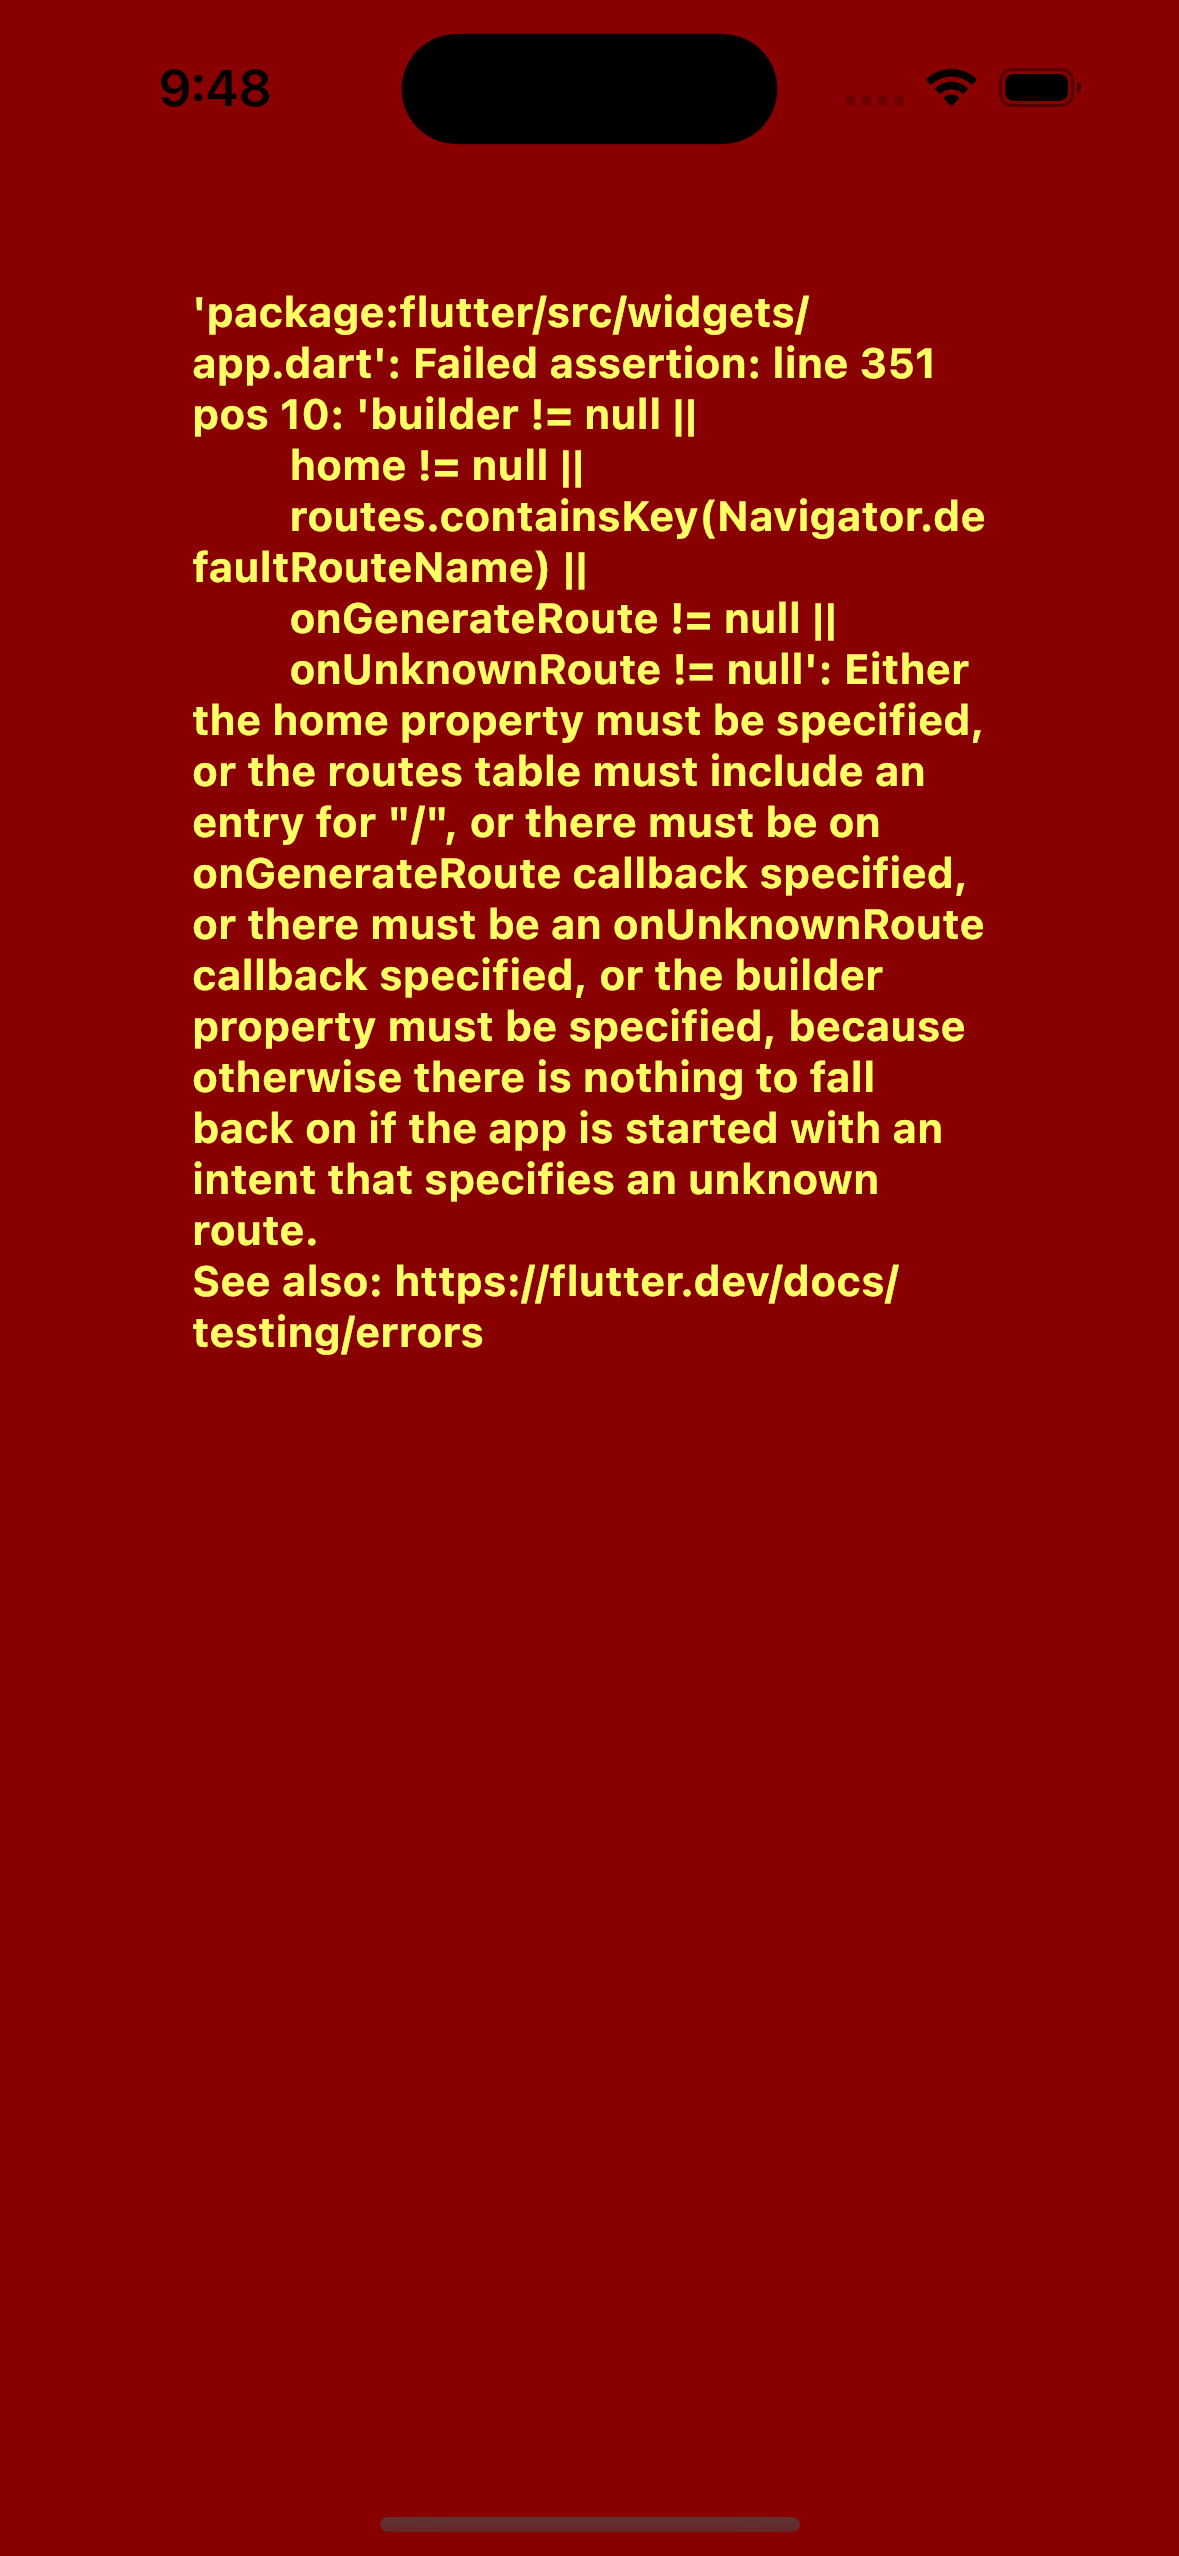 9:48
'package:flutter/src/widgets/
app.dart': Failed assertion: line 351
pos 10: 'builder != null ||
home != null ||
routes.containsKey(Navigator.de
faultRouteName) ||
onGenerateRoute != null ||
onUnknownRoute != null': Either
the home property must be specified,
or the routes table must include an
entry for "/", or there must be on
onGenerateRoute callback specified,
or there must be an onUnknownRoute
callback specified, or the builder
property must be specified, because
otherwise there is nothing to fall
back on if the app is started with an
intent that specifies an unknown
route.
See also: https://flutter.dev/docs/
testing/errors